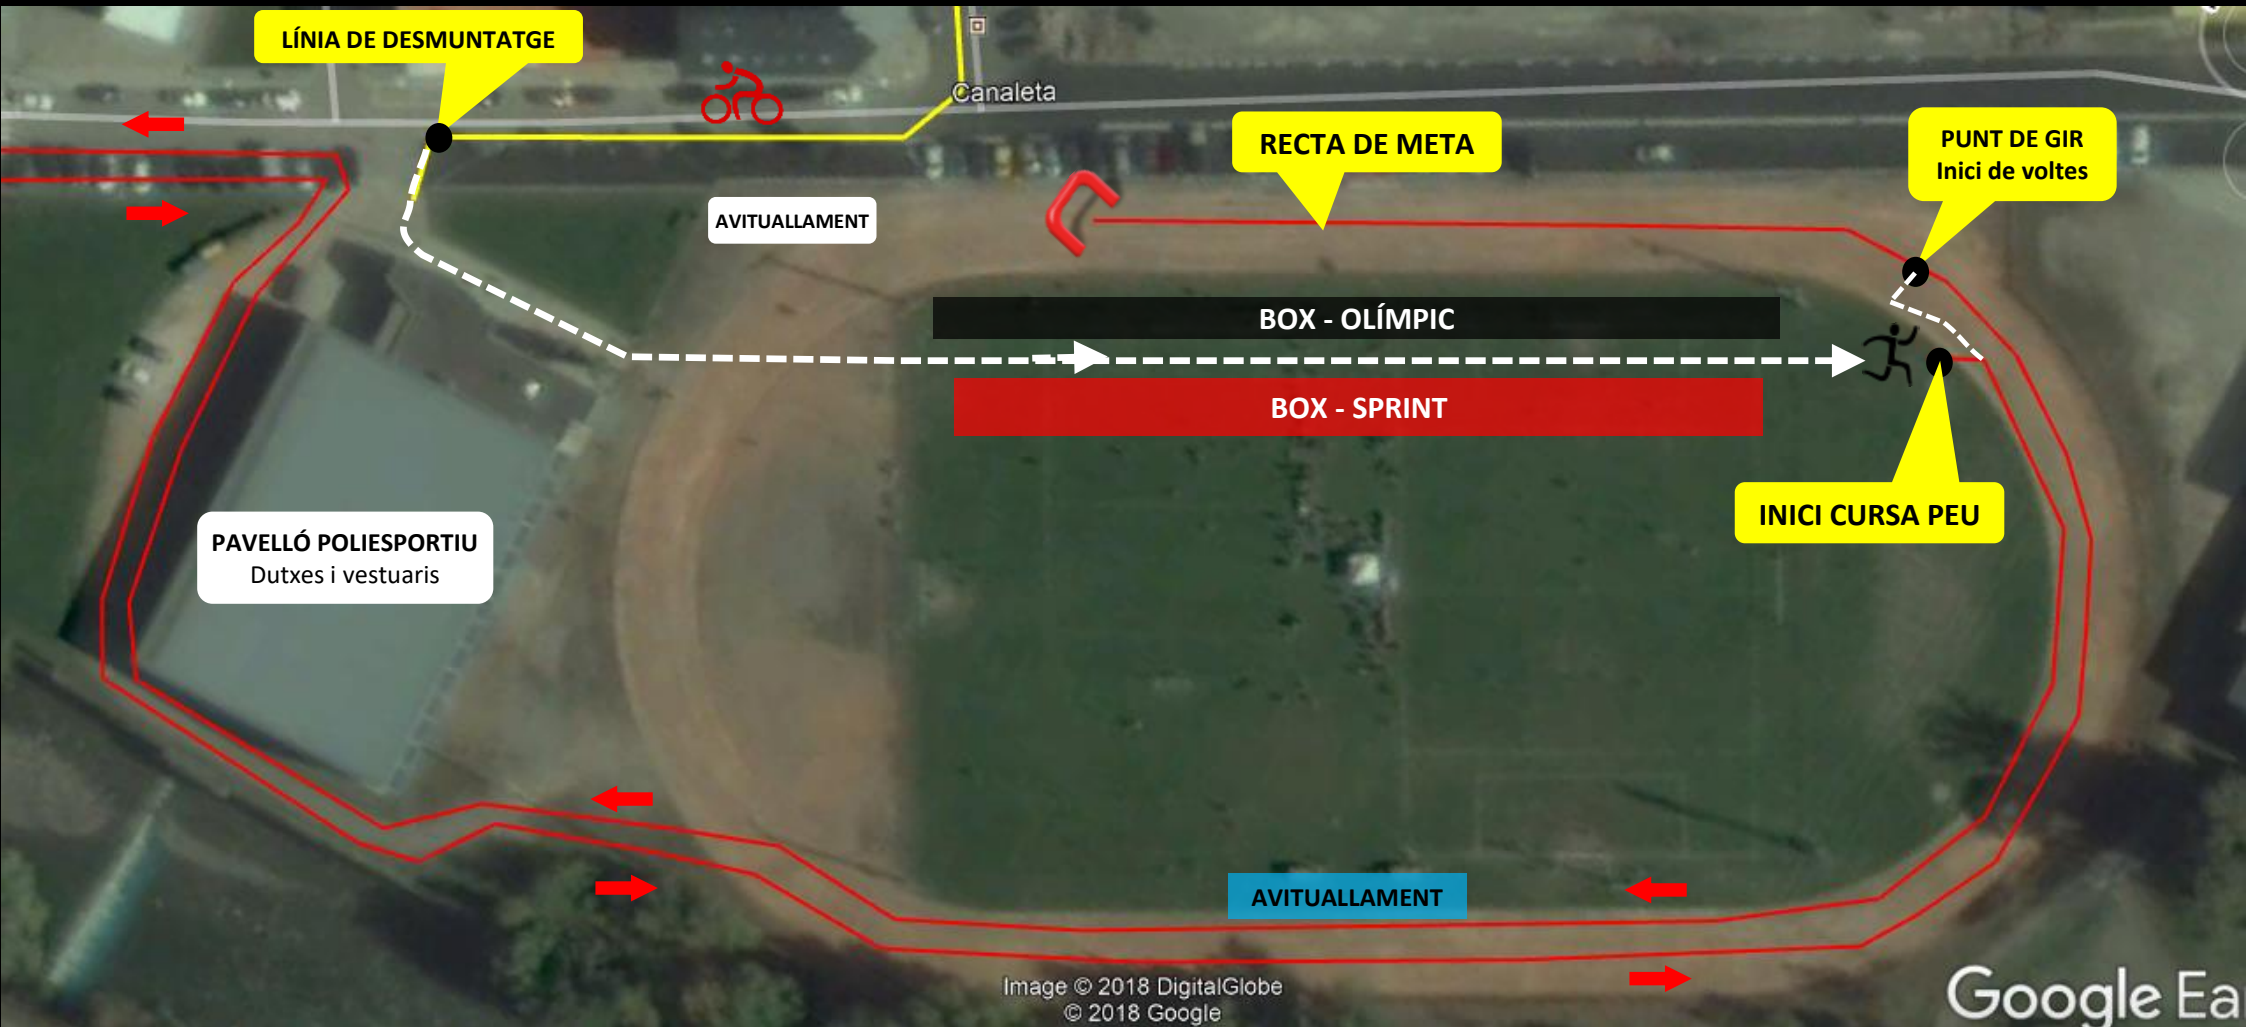 LÍNIA DE DESMUNTATGE
Canaleta
RECTA DE META
PUNT DE GIR
Inici de voltes
AVITUALLAMENT
BOX - OLÍMPIC
BOX - SPRINT
INICI CURSA PEU
PAVELLÓ POLIESPORTIU
Dutxes i vestuaris
AVITUALLAMENT
Image © 2018 DigitalGlobe
© 2018 Google
Google Ea